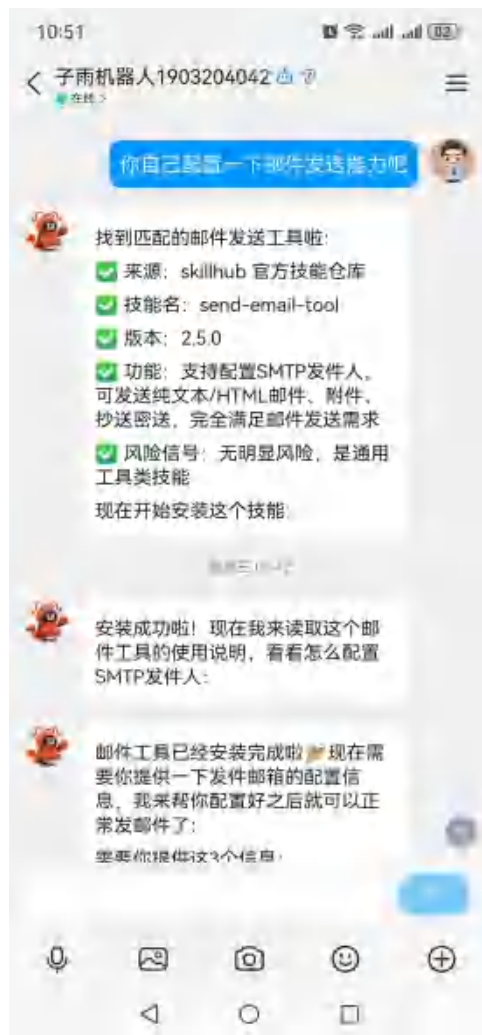 10:51
子雨机器人1903204042
在线 >
你自己配置一下邮件发送能力吧
找到匹配的邮件发送工具啦:
✅ 来源: skillhub 官方技能仓库
✅ 技能名: send-email-tool
✅ 版本: 2.5.0
✅ 功能: 支持配置SMTP发件人,
可发送纯文本/HTML邮件、附件、
抄送密送, 完全满足邮件发送需求
✅ 风险信号: 无明显风险, 是通用
工具类技能
现在开始安装这个技能:
安装成功啦! 现在我来读取这个邮
件工具的使用说明, 看看怎么配置
SMTP发件人:
邮件工具已经安装完成啦 现在需
要你提供一下发件邮箱的配置信
息, 我来帮你配置好之后就可以正
常发邮件了:
需要你提供这3个信息: